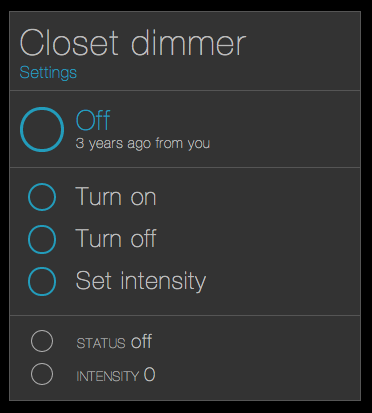 Closet dimmer
Settings
Off
3 years ago from you
Turn on
Turn off
Set intensity
STATUS off
INTENSITY 0